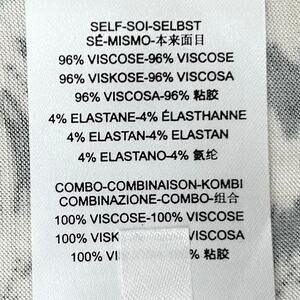 SELF-SOI-SELBST
SÉ-MISMO-本来面目
96% VISCOSE-96% VISCOSE
96% VISKOSE-96% VISCOSA
96% VISCOSA-96% 粘胶
4% ELASTANE-4% ÉLASTHANNE
4% ELASTAN-4% ELASTAN
4% ELASTANO-4% 氨纶
COMBO-COMBINAISON-KOMBI
COMBINAZIONE-COMBO-组合
100% VISCOSE-100% VISCOSE
100% VISCOSA
100% 粘胶